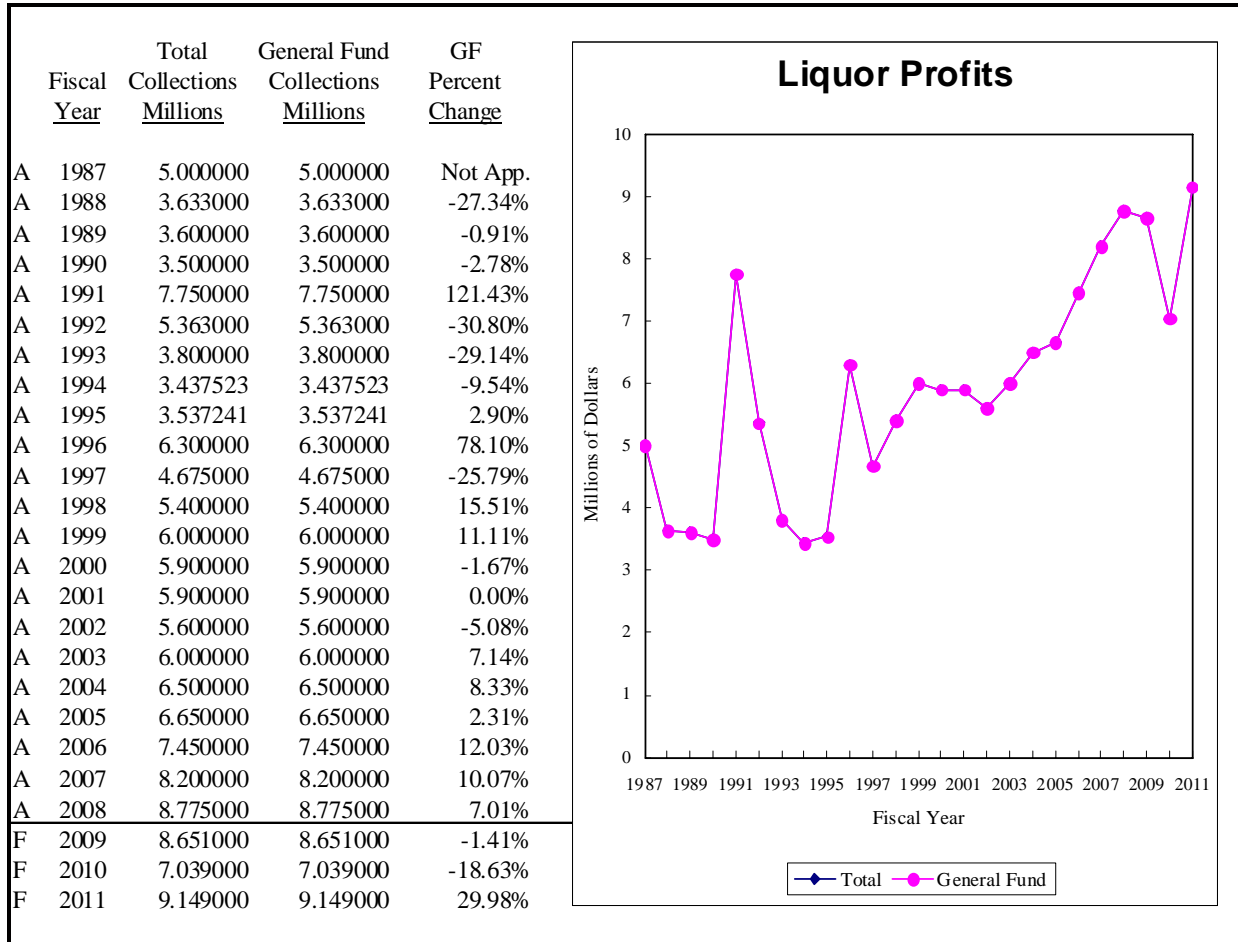 Total General Fund GF
Fiscal Collections Collections Percent
Year Millions Millions Change
A 1987 5.000000 5.000000 Not App.
A 1988 3.633000 3.633000 -27.34%
A 1989 3.600000 3.600000 -0.91%
A 1990 3.500000 3.500000 -2.78%
A 1991 7.750000 7.750000 121.43%
A 1992 5.363000 5.363000 -30.80%
A 1993 3.800000 3.800000 -29.14%
A 1994 3.437523 3.437523 -9.54%
A 1995 3.537241 3.537241 2.90%
A 1996 6.300000 6.300000 78.10%
A 1997 4.675000 4.675000 -25.79%
A 1998 5.400000 5.400000 15.51%
A 1999 6.000000 6.000000 11.11%
A 2000 5.900000 5.900000 -1.67%
A 2001 5.900000 5.900000 0.00%
A 2002 5.600000 5.600000 -5.08%
A 2003 6.000000 6.000000 7.14%
A 2004 6.500000 6.500000 8.33%
A 2005 6.650000 6.650000 2.31%
A 2006 7.450000 7.450000 12.03%
A 2007 8.200000 8.200000 10.07%
A 2008 8.775000 8.775000 7.01%
F 2009 8.651000 8.651000 -1.41%
F 2010 7.039000 7.039000 -18.63%
F 2011 9.149000 9.149000 29.98%
Liquor Profits
10
9
8
7
6
5
4
3
2
1
0
Millions of Dollars
1987 1989 1991 1993 1995 1997 1999 2001 2003 2005 2007 2009 2011
Fiscal Year
Total General Fund